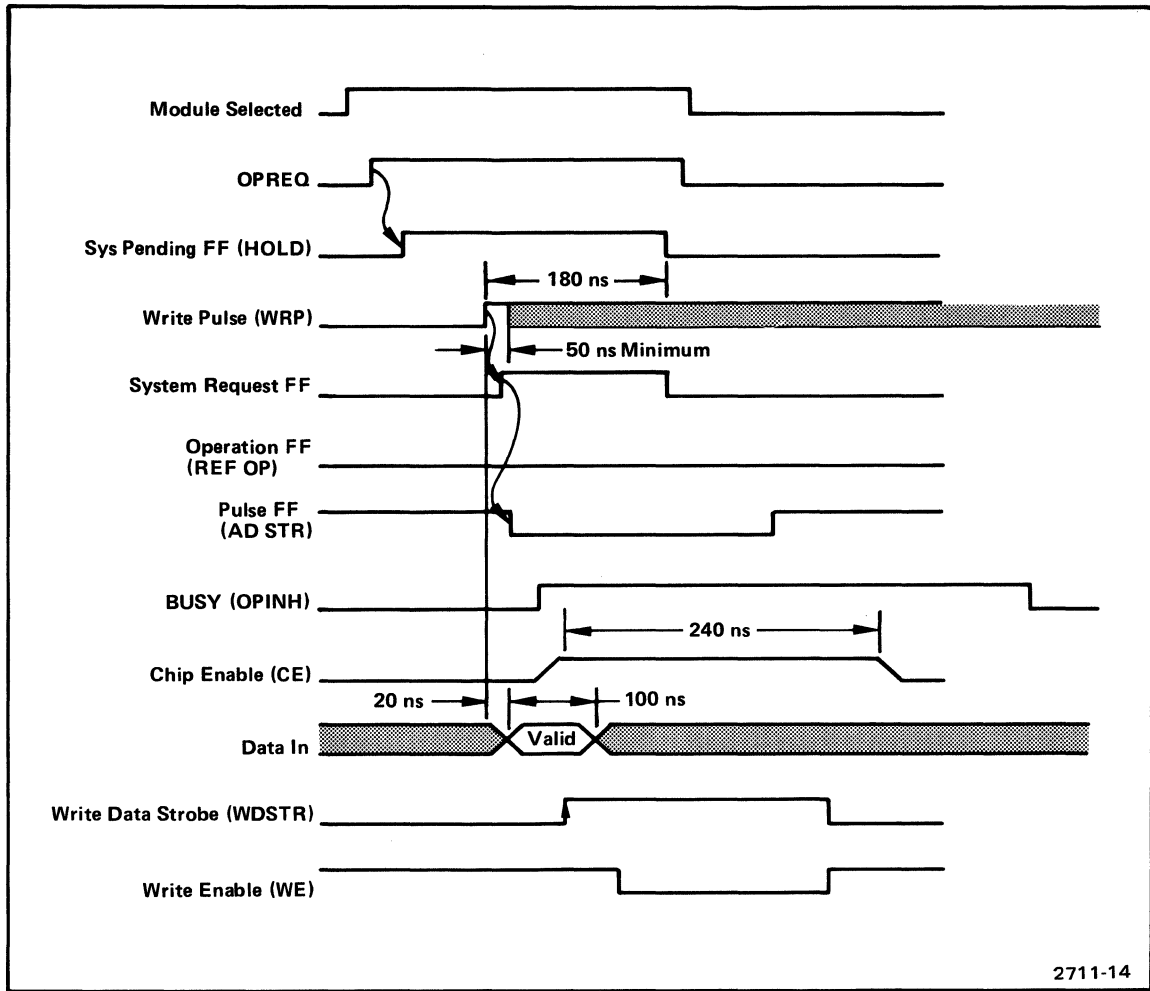 Module Selected
OPREQ
Sys Pending FF (HOLD)
180 ns
Write Pulse (WRP)
50 ns Minimum
System Request FF
Operation FF
(REF OP)
Pulse FF
(AD STR)
BUSY (OPINH)
240 ns
Chip Enable (CE)
20 ns
100 ns
Data In
Valid
Write Data Strobe (WDSTR)
Write Enable (WE)
2711-14